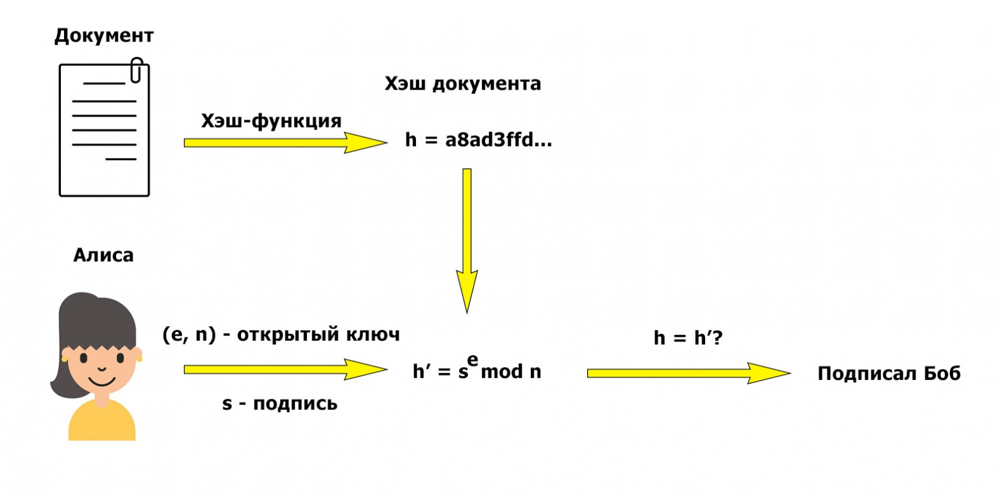 Документ
Хэш документа
Хэш-функция
h = a8ad3ffd...
Алиса
(e, n) - открытый ключ
h = h’?
h’ = s^e mod n
Подписал Боб
s - подпись